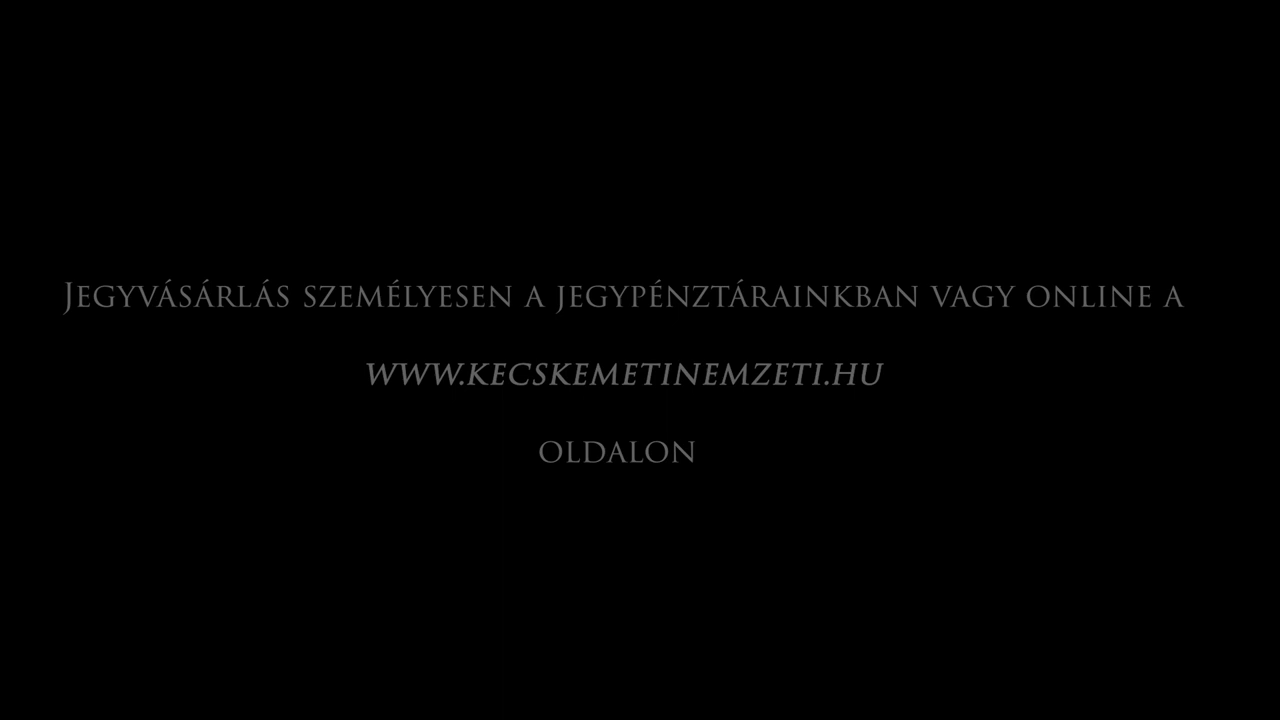 Jegyvásárlás személyesen a jegypénztárainkban vagy online a
www.kecskemetinemzeti.hu
oldalon